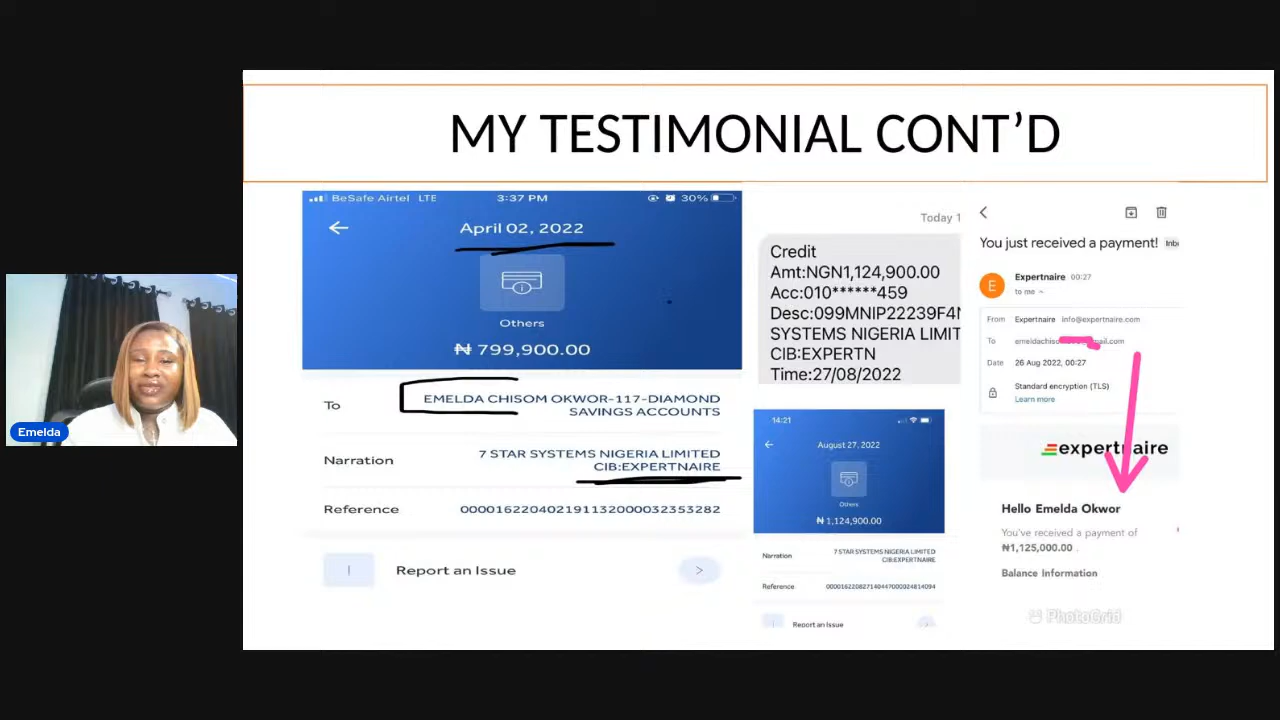 MY TESTIMONIAL CONT’D
BeSafe Airtel LTE
3:37 PM
30%
April 02, 2022
Others
₦ 799,900.00
To
EMELDA CHISOM OKWOR-117-DIAMOND
SAVINGS ACCOUNTS
Narration
7 STAR SYSTEMS NIGERIA LIMITED
CIB:EXPERTNAIRE
Reference
000016220402191132000032353282
Report an Issue
Today 1
Credit
Amt:NGN1,124,900.00
Acc:010******459
Desc:099MNIP22239F4
SYSTEMS NIGERIA LIMIT
CIB:EXPERTN
Time:27/08/2022
14:21
August 27, 2022
Others
₦ 1,124,900.00
Narration
7 STAR SYSTEMS NIGERIA LIMITED
CIB:EXPERTNAIRE
Reference
000016220827140447000024814094
Report an Issue
You just received a payment! Inbo
E
Expertnaire 00:27
to me
From Expertnaire info@expertnaire.com
To
Date 26 Aug 2022, 00:27
Standard encryption (TLS)
Learn more
expertnaire
Hello Emelda Okwor
You've received a payment of
₦1,125,000.00 .
Balance Information
PhotoGrid
Emelda